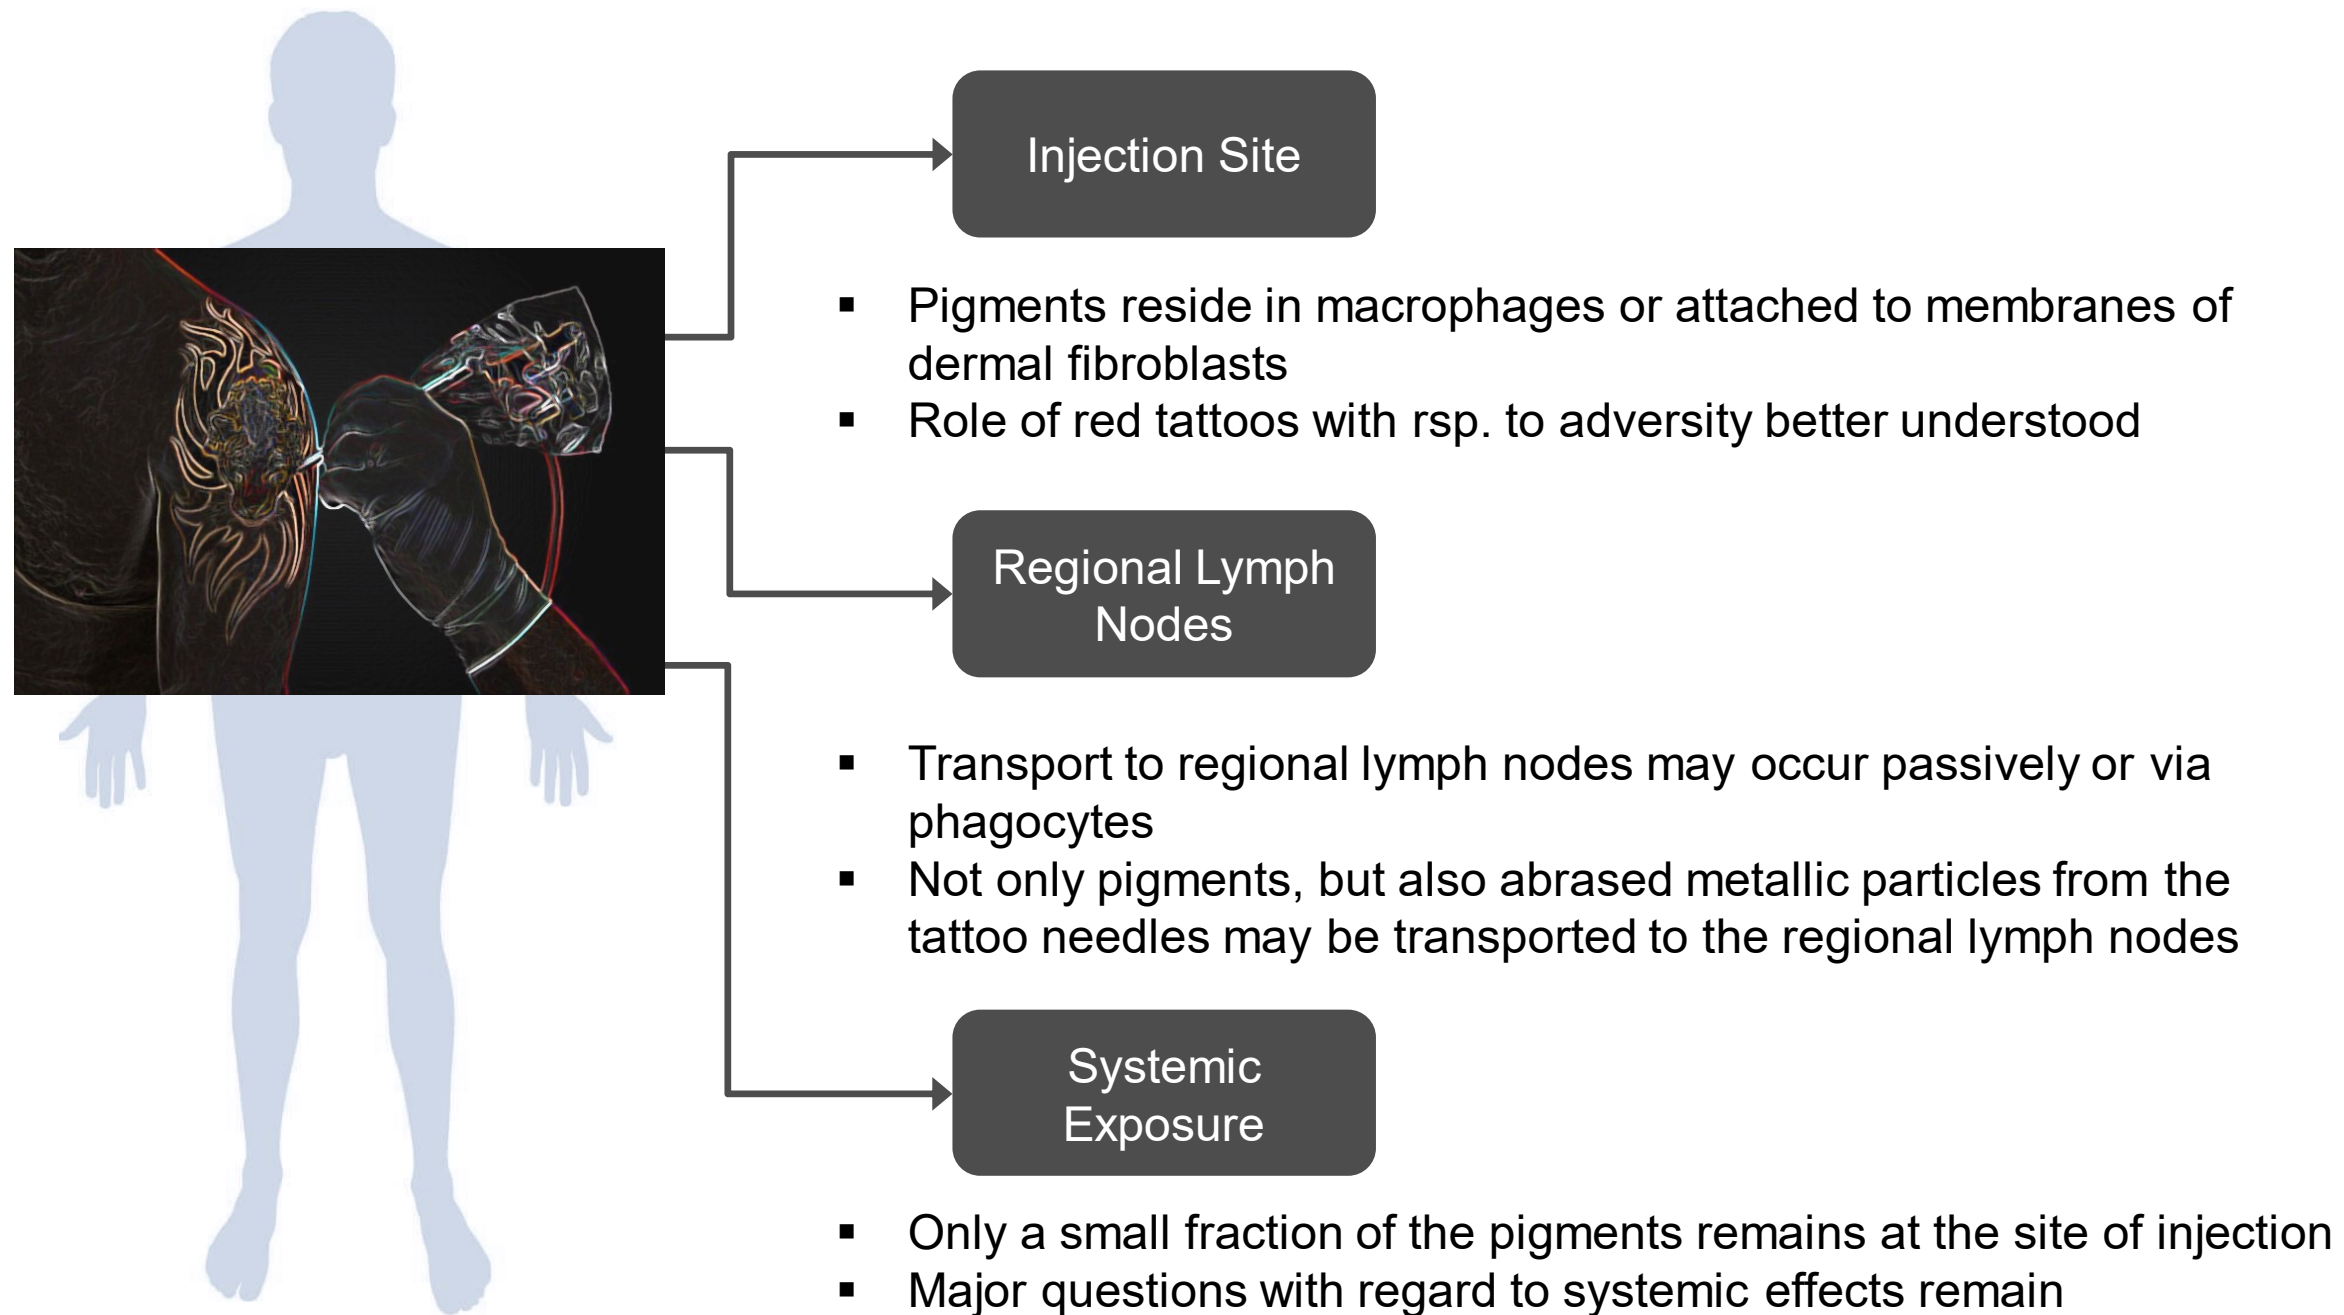 Injection Site
▪ Pigments reside in macrophages or attached to membranes of
dermal fibroblasts
▪ Role of red tattoos with rsp. to adversity better understood
Regional Lymph
Nodes
▪ Transport to regional lymph nodes may occur passively or via
phagocytes
▪ Not only pigments, but also abrased metallic particles from the
tattoo needles may be transported to the regional lymph nodes
Systemic
Exposure
▪ Only a small fraction of the pigments remains at the site of injection
▪ Major questions with regard to systemic effects remain